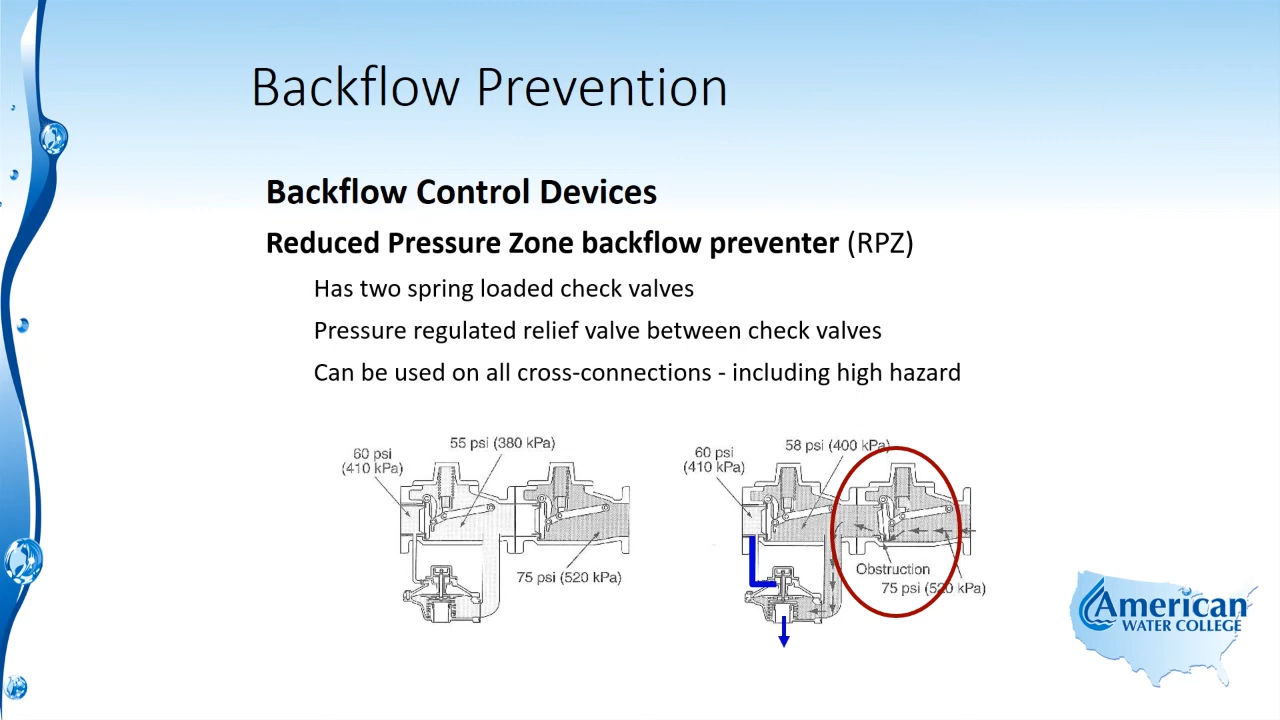 Backflow Prevention
Backflow Control Devices
Reduced Pressure Zone backflow preventer (RPZ)
Has two spring loaded check valves
Pressure regulated relief valve between check valves
Can be used on all cross-connections - including high hazard
55 psi (380 kPa)
60 psi
(410 kPa)
75 psi (520 kPa)
58 psi (400 kPa)
60 psi
(410 kPa)
Obstruction
75 psi (520 kPa)
American
WATER COLLEGE